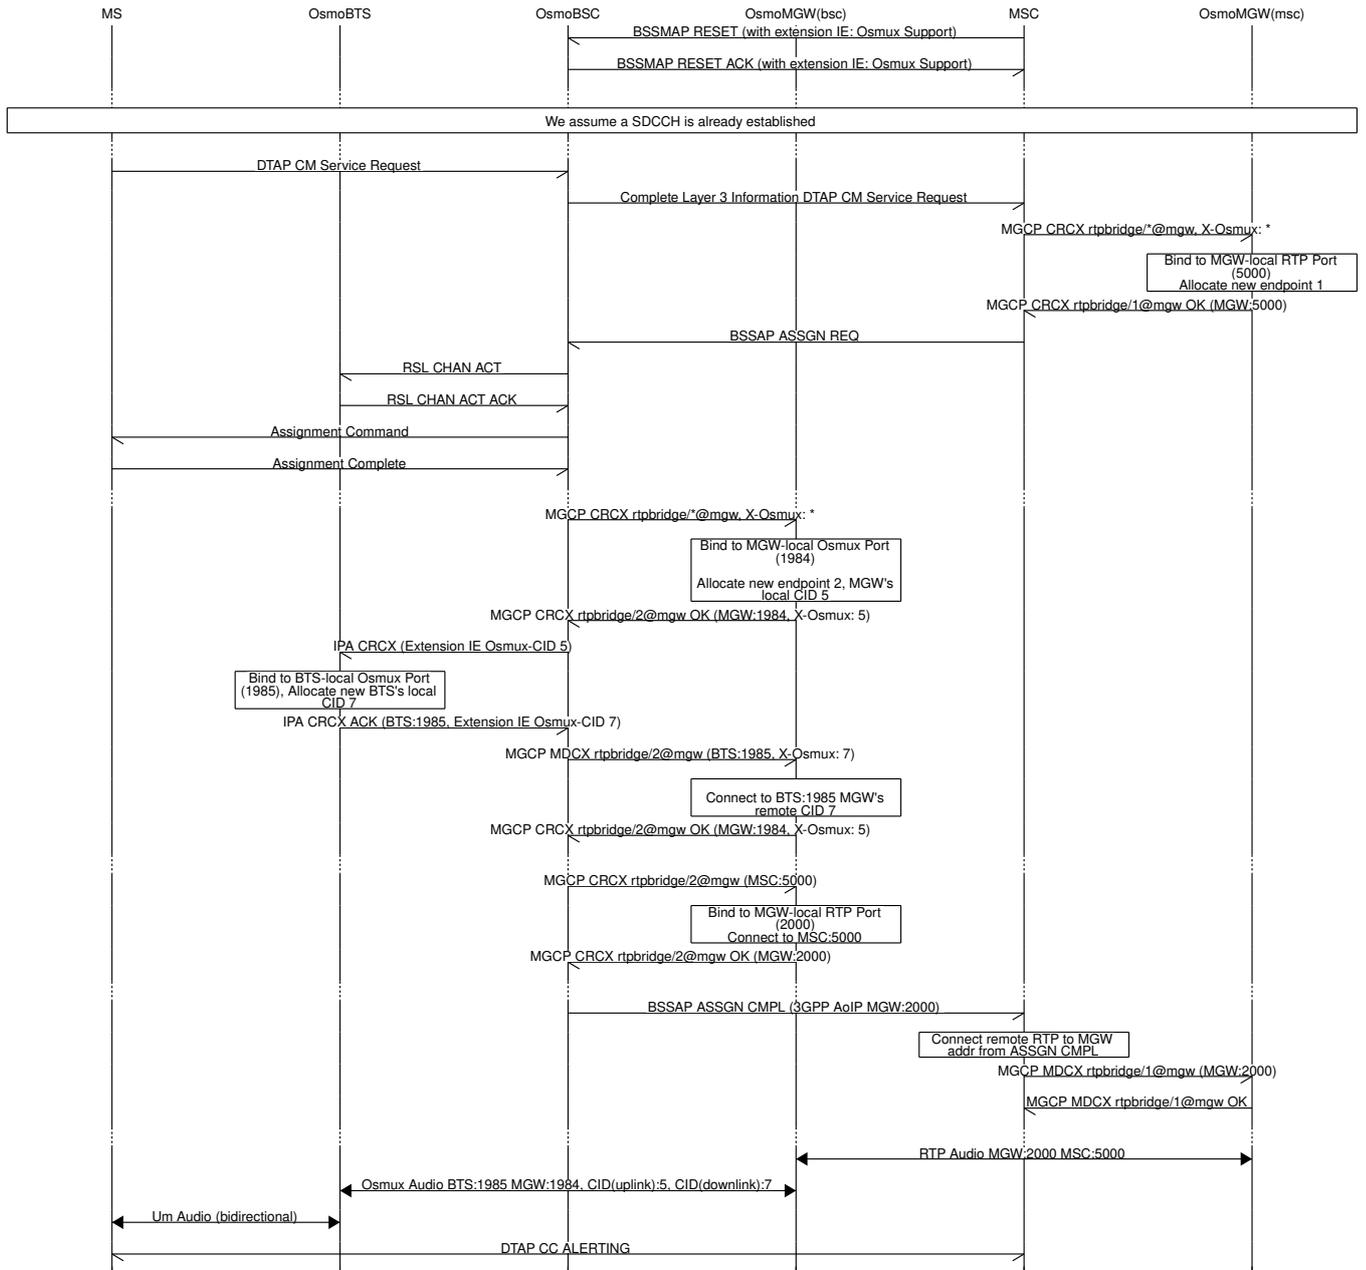 MS OsmoBTS OsmoBSC OsmoMGW(bsc) MSC OsmoMGW(msc)
BSSMAP RESET (with extension IE: Osmux Support)
BSSMAP RESET ACK (with extension IE: Osmux Support)
We assume a SDCCH is already established
DTAP CM Service Request
Complete Layer 3 Information DTAP CM Service Request
MGCP CRCX rtpbridge/*@mgw, X-Osmux: *
Bind to MGW-local RTP Port
(5000)
Allocate new endpoint 1
MGCP CRCX rtpbridge/1@mgw OK (MGW:5000)
BSSAP ASSGN REQ
RSL CHAN ACT
RSL CHAN ACT ACK
Assignment Command
Assignment Complete
MGCP CRCX rtpbridge/*@mgw, X-Osmux: *
Bind to MGW-local Osmux Port
(1984)
Allocate new endpoint 2, MGW's
local CID 5
MGCP CRCX rtpbridge/2@mgw OK (MGW:1984, X-Osmux: 5)
IPA CRCX (Extension IE Osmux-CID 5)
Bind to BTS-local Osmux Port
(1985), Allocate new BTS's local
CID 7
IPA CRCX ACK (BTS:1985, Extension IE Osmux-CID 7)
MGCP MDCX rtpbridge/2@mgw (BTS:1985, X-Osmux: 7)
Connect to BTS:1985 MGW's
remote CID 7
MGCP CRCX rtpbridge/2@mgw OK (MGW:1984, X-Osmux: 5)
MGCP CRCX rtpbridge/2@mgw (MSC:5000)
Bind to MGW-local RTP Port
(2000)
Connect to MSC:5000
MGCP CRCX rtpbridge/2@mgw OK (MGW:2000)
BSSAP ASSGN CMPL (3GPP AoIP MGW:2000)
Connect remote RTP to MGW
addr from ASSGN CMPL
MGCP MDCX rtpbridge/1@mgw (MGW:2000)
MGCP MDCX rtpbridge/1@mgw OK
RTP Audio MGW:2000 MSC:5000
Osmux Audio BTS:1985 MGW:1984, CID(uplink):5, CID(downlink):7
Um Audio (bidirectional)
DTAP CC ALERTING